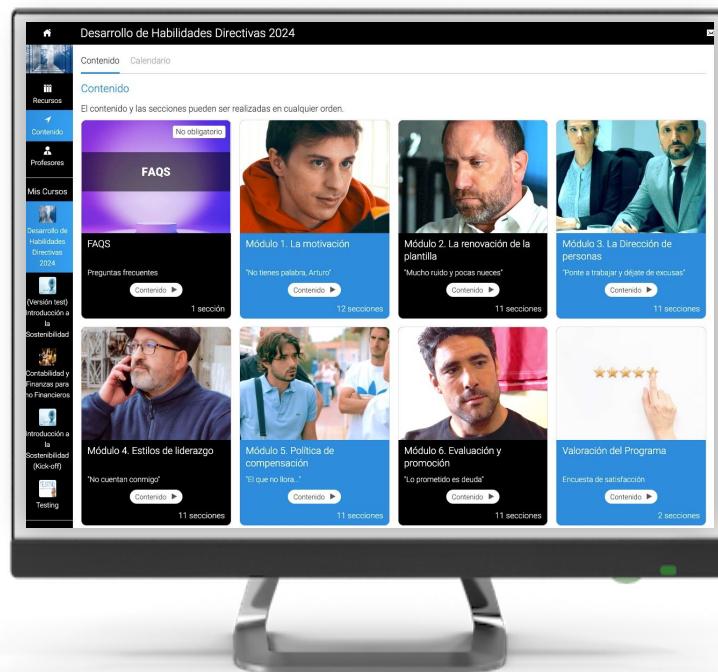 Desarrollo de Habilidades Directivas 2024
Recursos
Contenido
Profesores
Mis Cursos
Desarrollo de
Habilidades
Directivas
2024
(Versión test)
Introducción a
la
Sostenibilidad
Contabilidad y
Finanzas para
no Financieros
Introducción a
la
Sostenibilidad
(Kick-off)
Testing
Contenido Calendario
Contenido
El contenido y las secciones pueden ser realizadas en cualquier orden.
No obligatorio
FAQS
FAQS
Preguntas frecuentes
Contenido
1 sección
Módulo 1. La motivación
"No tienes palabra, Arturo"
Contenido
12 secciones
Módulo 2. La renovación de la
plantilla
"Mucho ruido y pocas nueces"
Contenido
11 secciones
Módulo 3. La Dirección de
personas
"Ponte a trabajar y déjate de excusas"
Contenido
11 secciones
Módulo 4. Estilos de liderazgo
"No cuentan conmigo"
Contenido
11 secciones
Módulo 5. Política de
compensación
"El que no llora..."
Contenido
11 secciones
Módulo 6. Evaluación y
promoción
"Lo prometido es deuda"
Contenido
11 secciones
Valoración del Programa
Encuesta de satisfacción
Contenido
2 secciones